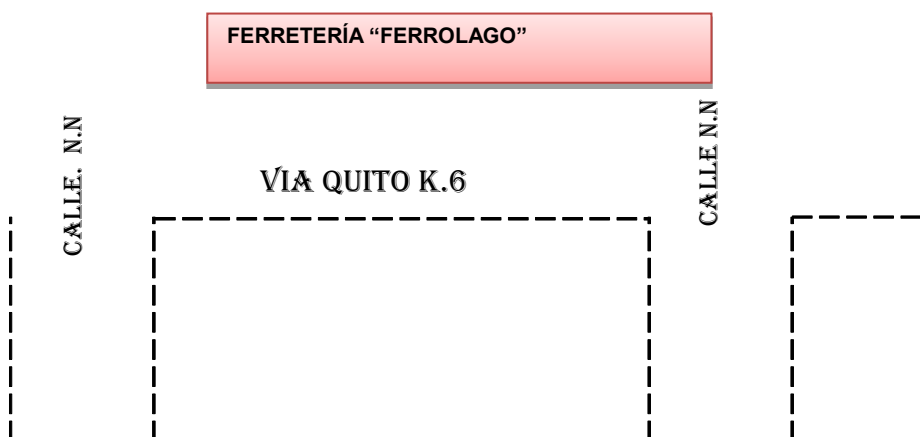 FERRETERÍA “FERROLAGO”
CALLE. N.N
CALLE N.N
VIA QUITO K.6